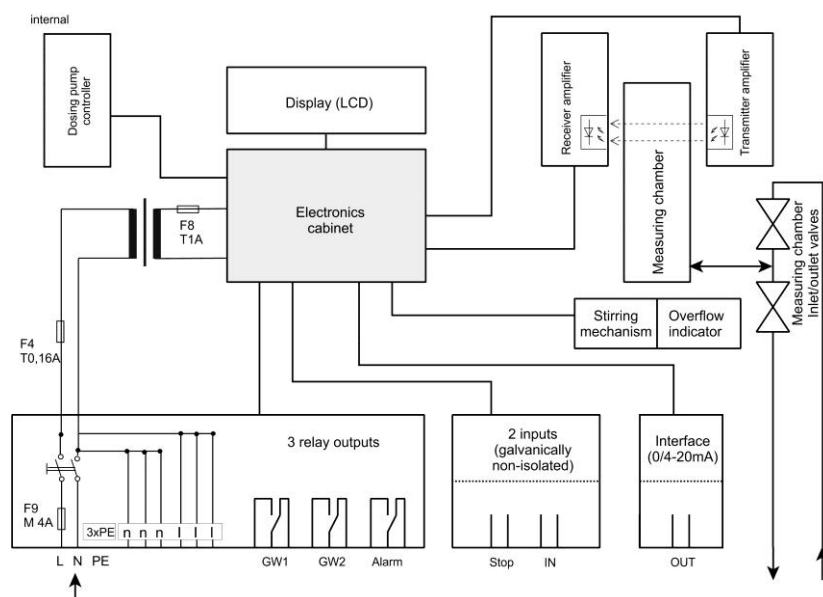 internal
Dosing pump
controller
Display (LCD)
Receiver amplifier
Measuring chamber
Transmitter amplifier
Electronics
cabinet
F8
T1A
Measuring chamber
Inlet/outlet valves
Stirring
mechanism
Overflow
indicator
F4
T0,16A
3 relay outputs
2 inputs
(galvanically
non-isolated)
Interface
(0/4-20mA)
F9
M 4A
3xPE n n n l l l
L N PE
GW1
GW2
Alarm
Stop
IN
OUT